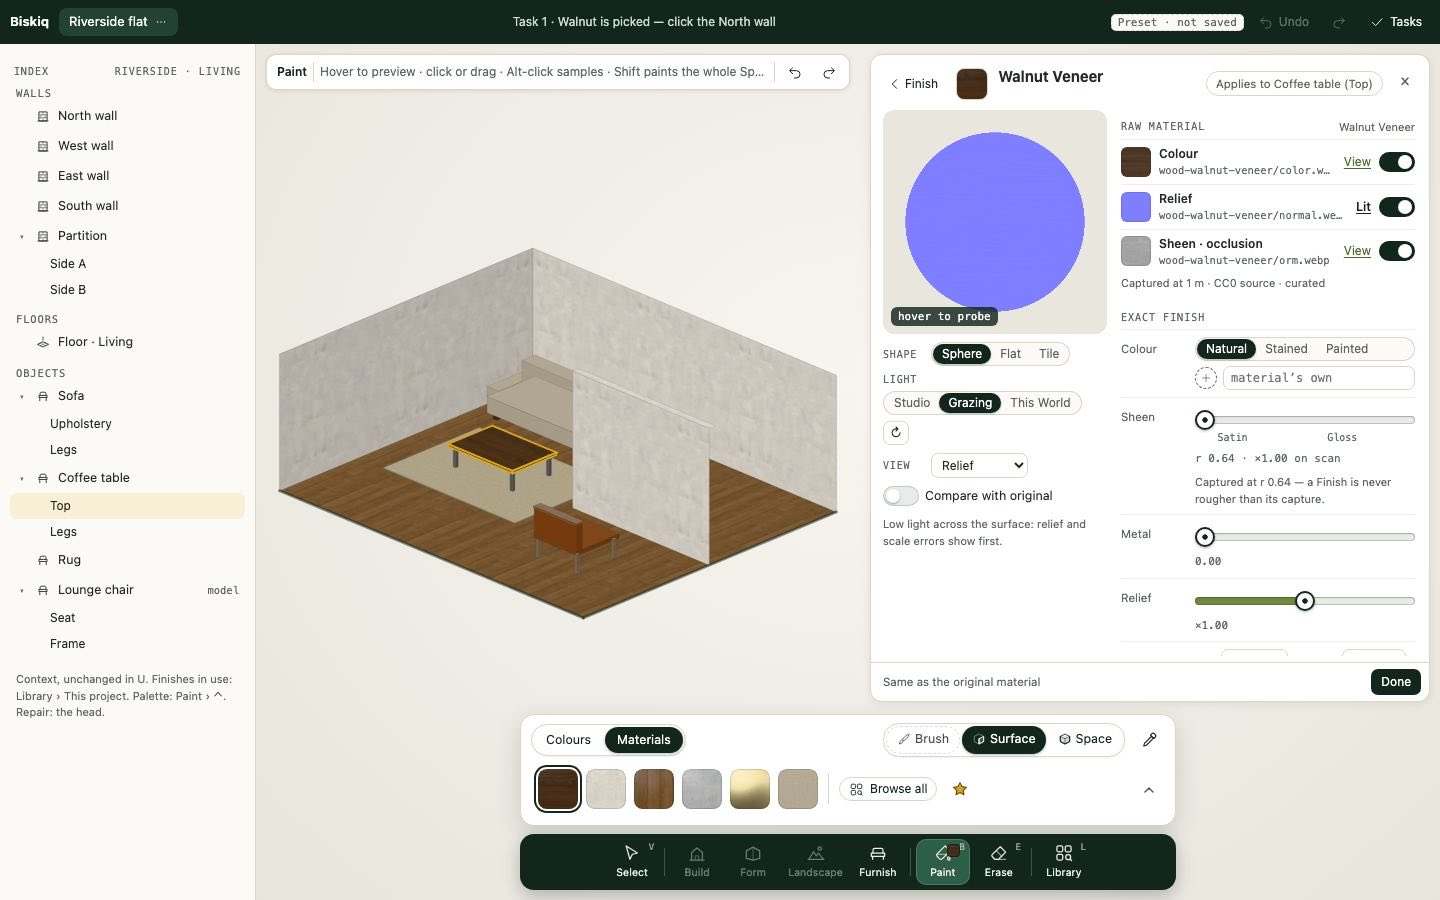 Biskiq
Riverside flat ···
Task 1 · Walnut is picked — click the North wall
Preset · not saved
Undo
Tasks
INDEX
RIVERSIDE · LIVING
WALLS
North wall
West wall
East wall
South wall
Partition
Side A
Side B
FLOORS
Floor · Living
OBJECTS
Sofa
Upholstery
Legs
Coffee table
Top
Legs
Rug
Lounge chair
model
Seat
Frame
Context, unchanged in U. Finishes in use:
Library › This project. Palette: Paint › ^.
Repair: the head.
Paint
Hover to preview · click or drag · Alt-click samples · Shift paints the whole Sp...
Finish
Walnut Veneer
Applies to Coffee table (Top)
hover to probe
SHAPE
Sphere
Flat
Tile
LIGHT
Studio
Grazing
This World
VIEW
Relief
Compare with original
Low light across the surface: relief and
scale errors show first.
RAW MATERIAL
Walnut Veneer
Colour
View
wood-walnut-veneer/color.w…
Relief
Lit
wood-walnut-veneer/normal.we…
Sheen · occlusion
View
wood-walnut-veneer/orm.webp
Captured at 1 m · CC0 source · curated
EXACT FINISH
Colour
Natural
Stained
Painted
material’s own
Sheen
Satin
Gloss
r 0.64 · ×1.00 on scan
Captured at r 0.64 — a Finish is never
rougher than its capture.
Metal
0.00
Relief
×1.00
Same as the original material
Done
Colours
Materials
Brush
Surface
Space
Browse all
Select
V
Build
Form
Landscape
Furnish
Paint
B
Erase
E
Library
L